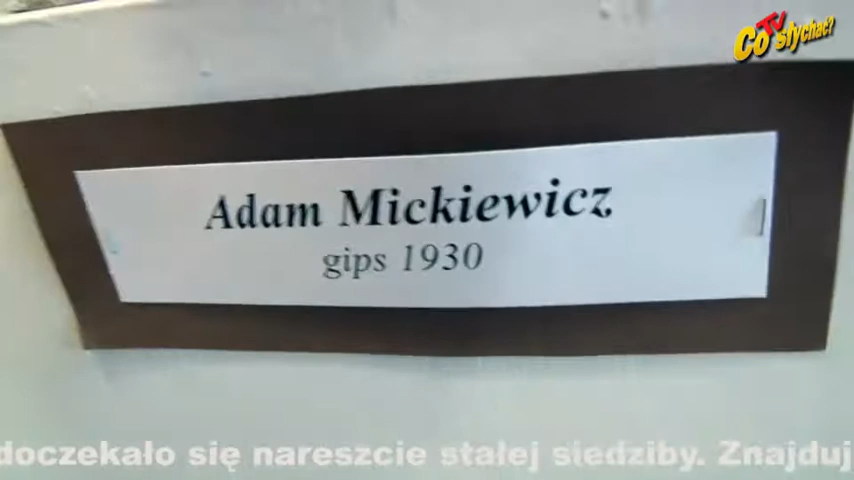 Co TV słychać?
Adam Mickiewicz
gips 1930
doczekało się nareszcie stałej siedziby. Znajduj